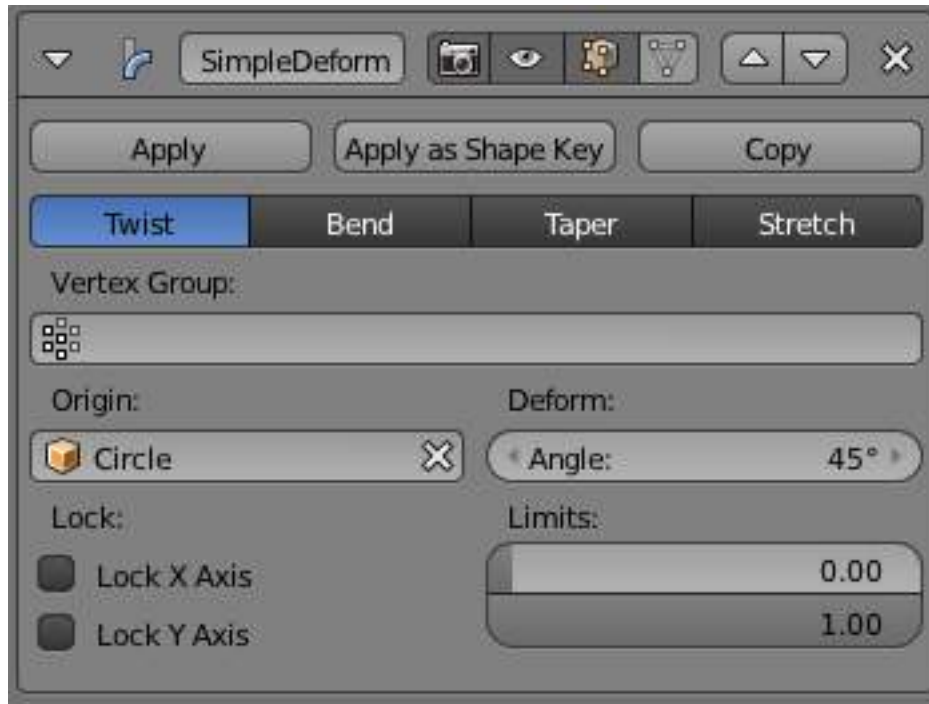 SimpleDeform
Apply Apply as Shape Key Copy
Twist Bend Taper Stretch
Vertex Group:
Origin: Deform:
Circle Angle: 45°
Lock: Limits:
Lock X Axis 0.00
Lock Y Axis 1.00